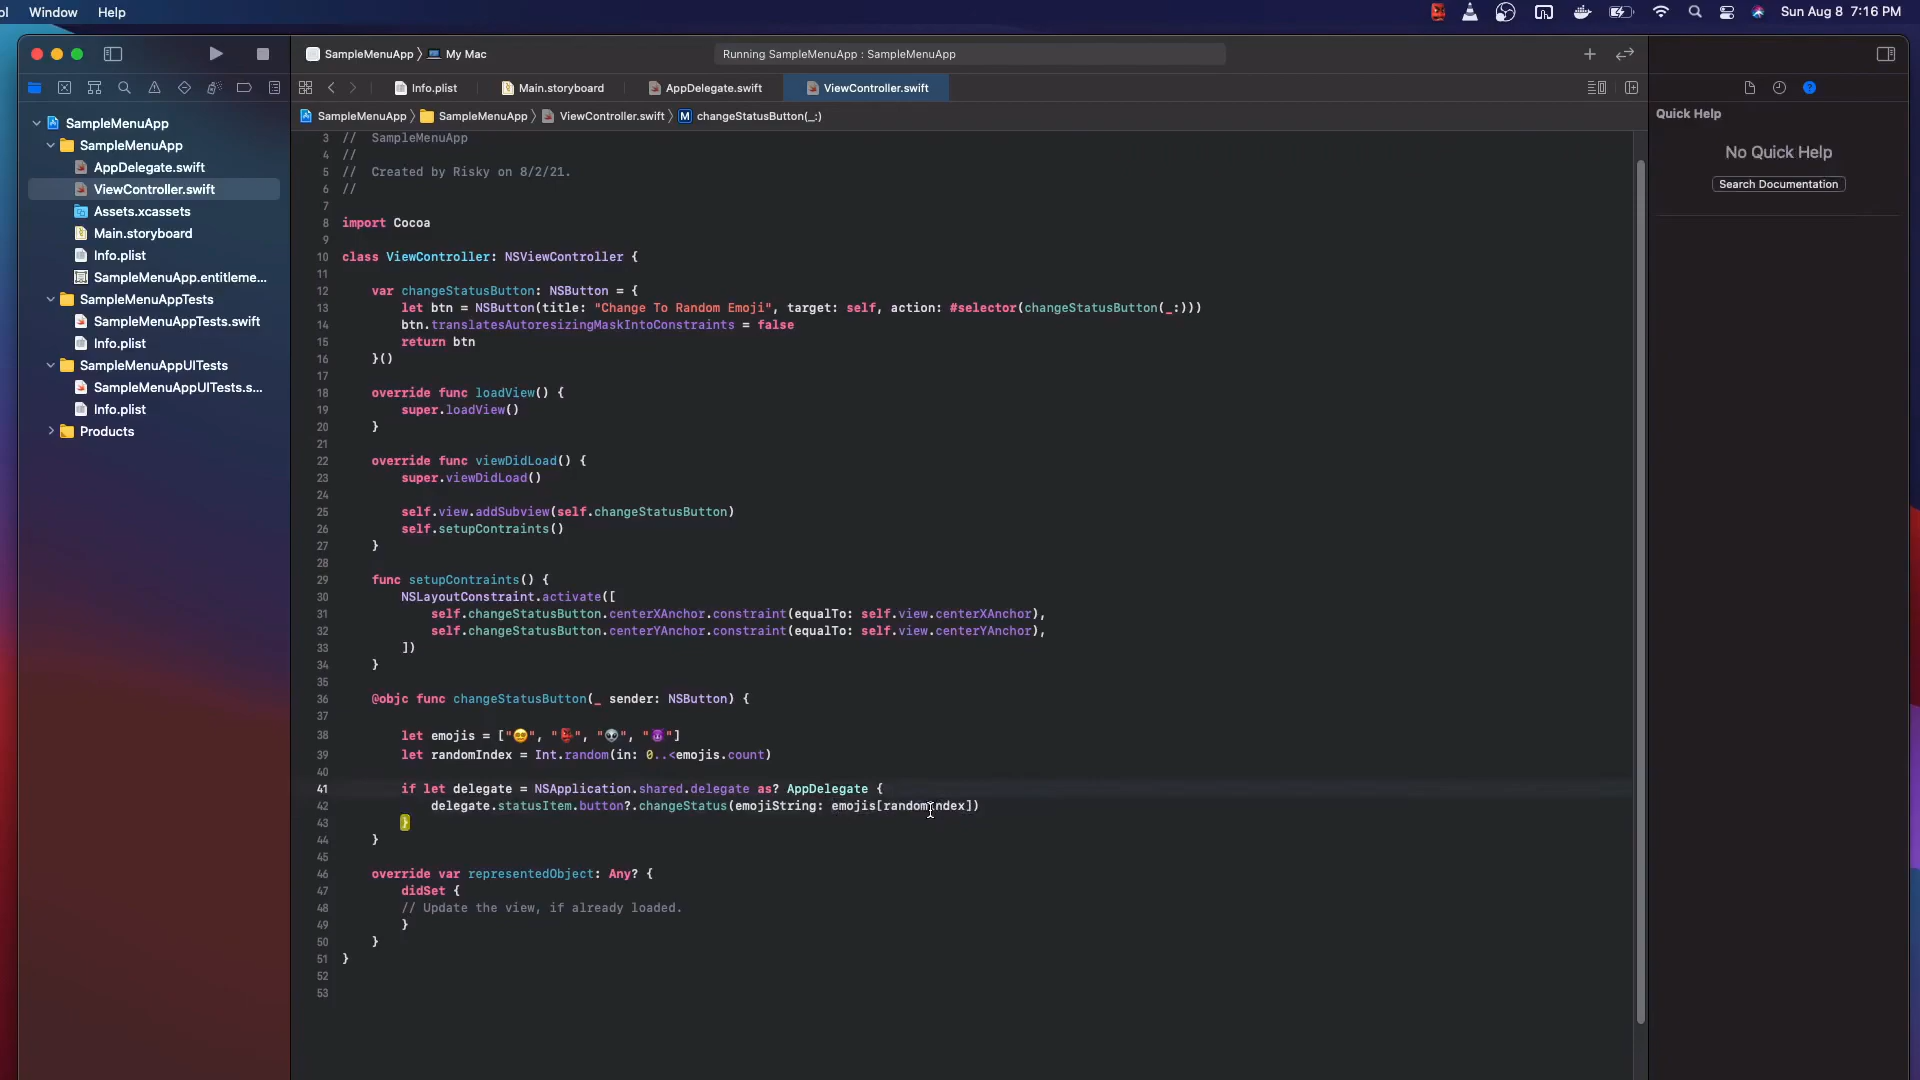 ol Window Help Sun Aug 8 7:16 PM
SampleMenuApp 〉 My Mac Running SampleMenuApp : SampleMenuApp
Info.plist Main.storyboard AppDelegate.swift ViewController.swift
SampleMenuApp 〉 SampleMenuApp 〉 ViewController.swift 〉 M changeStatusButton(_:)
SampleMenuApp
SampleMenuApp
AppDelegate.swift
ViewController.swift
Assets.xcassets
Main.storyboard
Info.plist
SampleMenuApp.entitleme...
SampleMenuAppTests
SampleMenuAppTests.swift
Info.plist
SampleMenuAppUITests
SampleMenuAppUITests.s...
Info.plist
Products
3 //  SampleMenuApp
4 //
5 //  Created by Risky on 8/2/21.
6 //
7
8 import Cocoa
9
10 class ViewController: NSViewController {
11
12     var changeStatusButton: NSButton = {
13         let btn = NSButton(title: "Change To Random Emoji", target: self, action: #selector(changeStatusButton(_:)))
14         btn.translatesAutoresizingMaskIntoConstraints = false
15         return btn
16     }()
17
18     override func loadView() {
19         super.loadView()
20     }
21
22     override func viewDidLoad() {
23         super.viewDidLoad()
24
25         self.view.addSubview(self.changeStatusButton)
26         self.setupContraints()
27     }
28
29     func setupContraints() {
30         NSLayoutConstraint.activate([
31             self.changeStatusButton.centerXAnchor.constraint(equalTo: self.view.centerXAnchor),
32             self.changeStatusButton.centerYAnchor.constraint(equalTo: self.view.centerYAnchor),
33         ])
34     }
35
36     @objc func changeStatusButton(_ sender: NSButton) {
37
38         let emojis = ["😵‍💫", "👺", "👽", "😈"]
39         let randomIndex = Int.random(in: 0..<emojis.count)
40
41         if let delegate = NSApplication.shared.delegate as? AppDelegate {
42             delegate.statusItem.button?.changeStatus(emojiString: emojis[randomIndex])
43         }
44     }
45
46     override var representedObject: Any? {
47         didSet {
48         // Update the view, if already loaded.
49         }
50     }
51 }
52
53
Quick Help
No Quick Help
Search Documentation